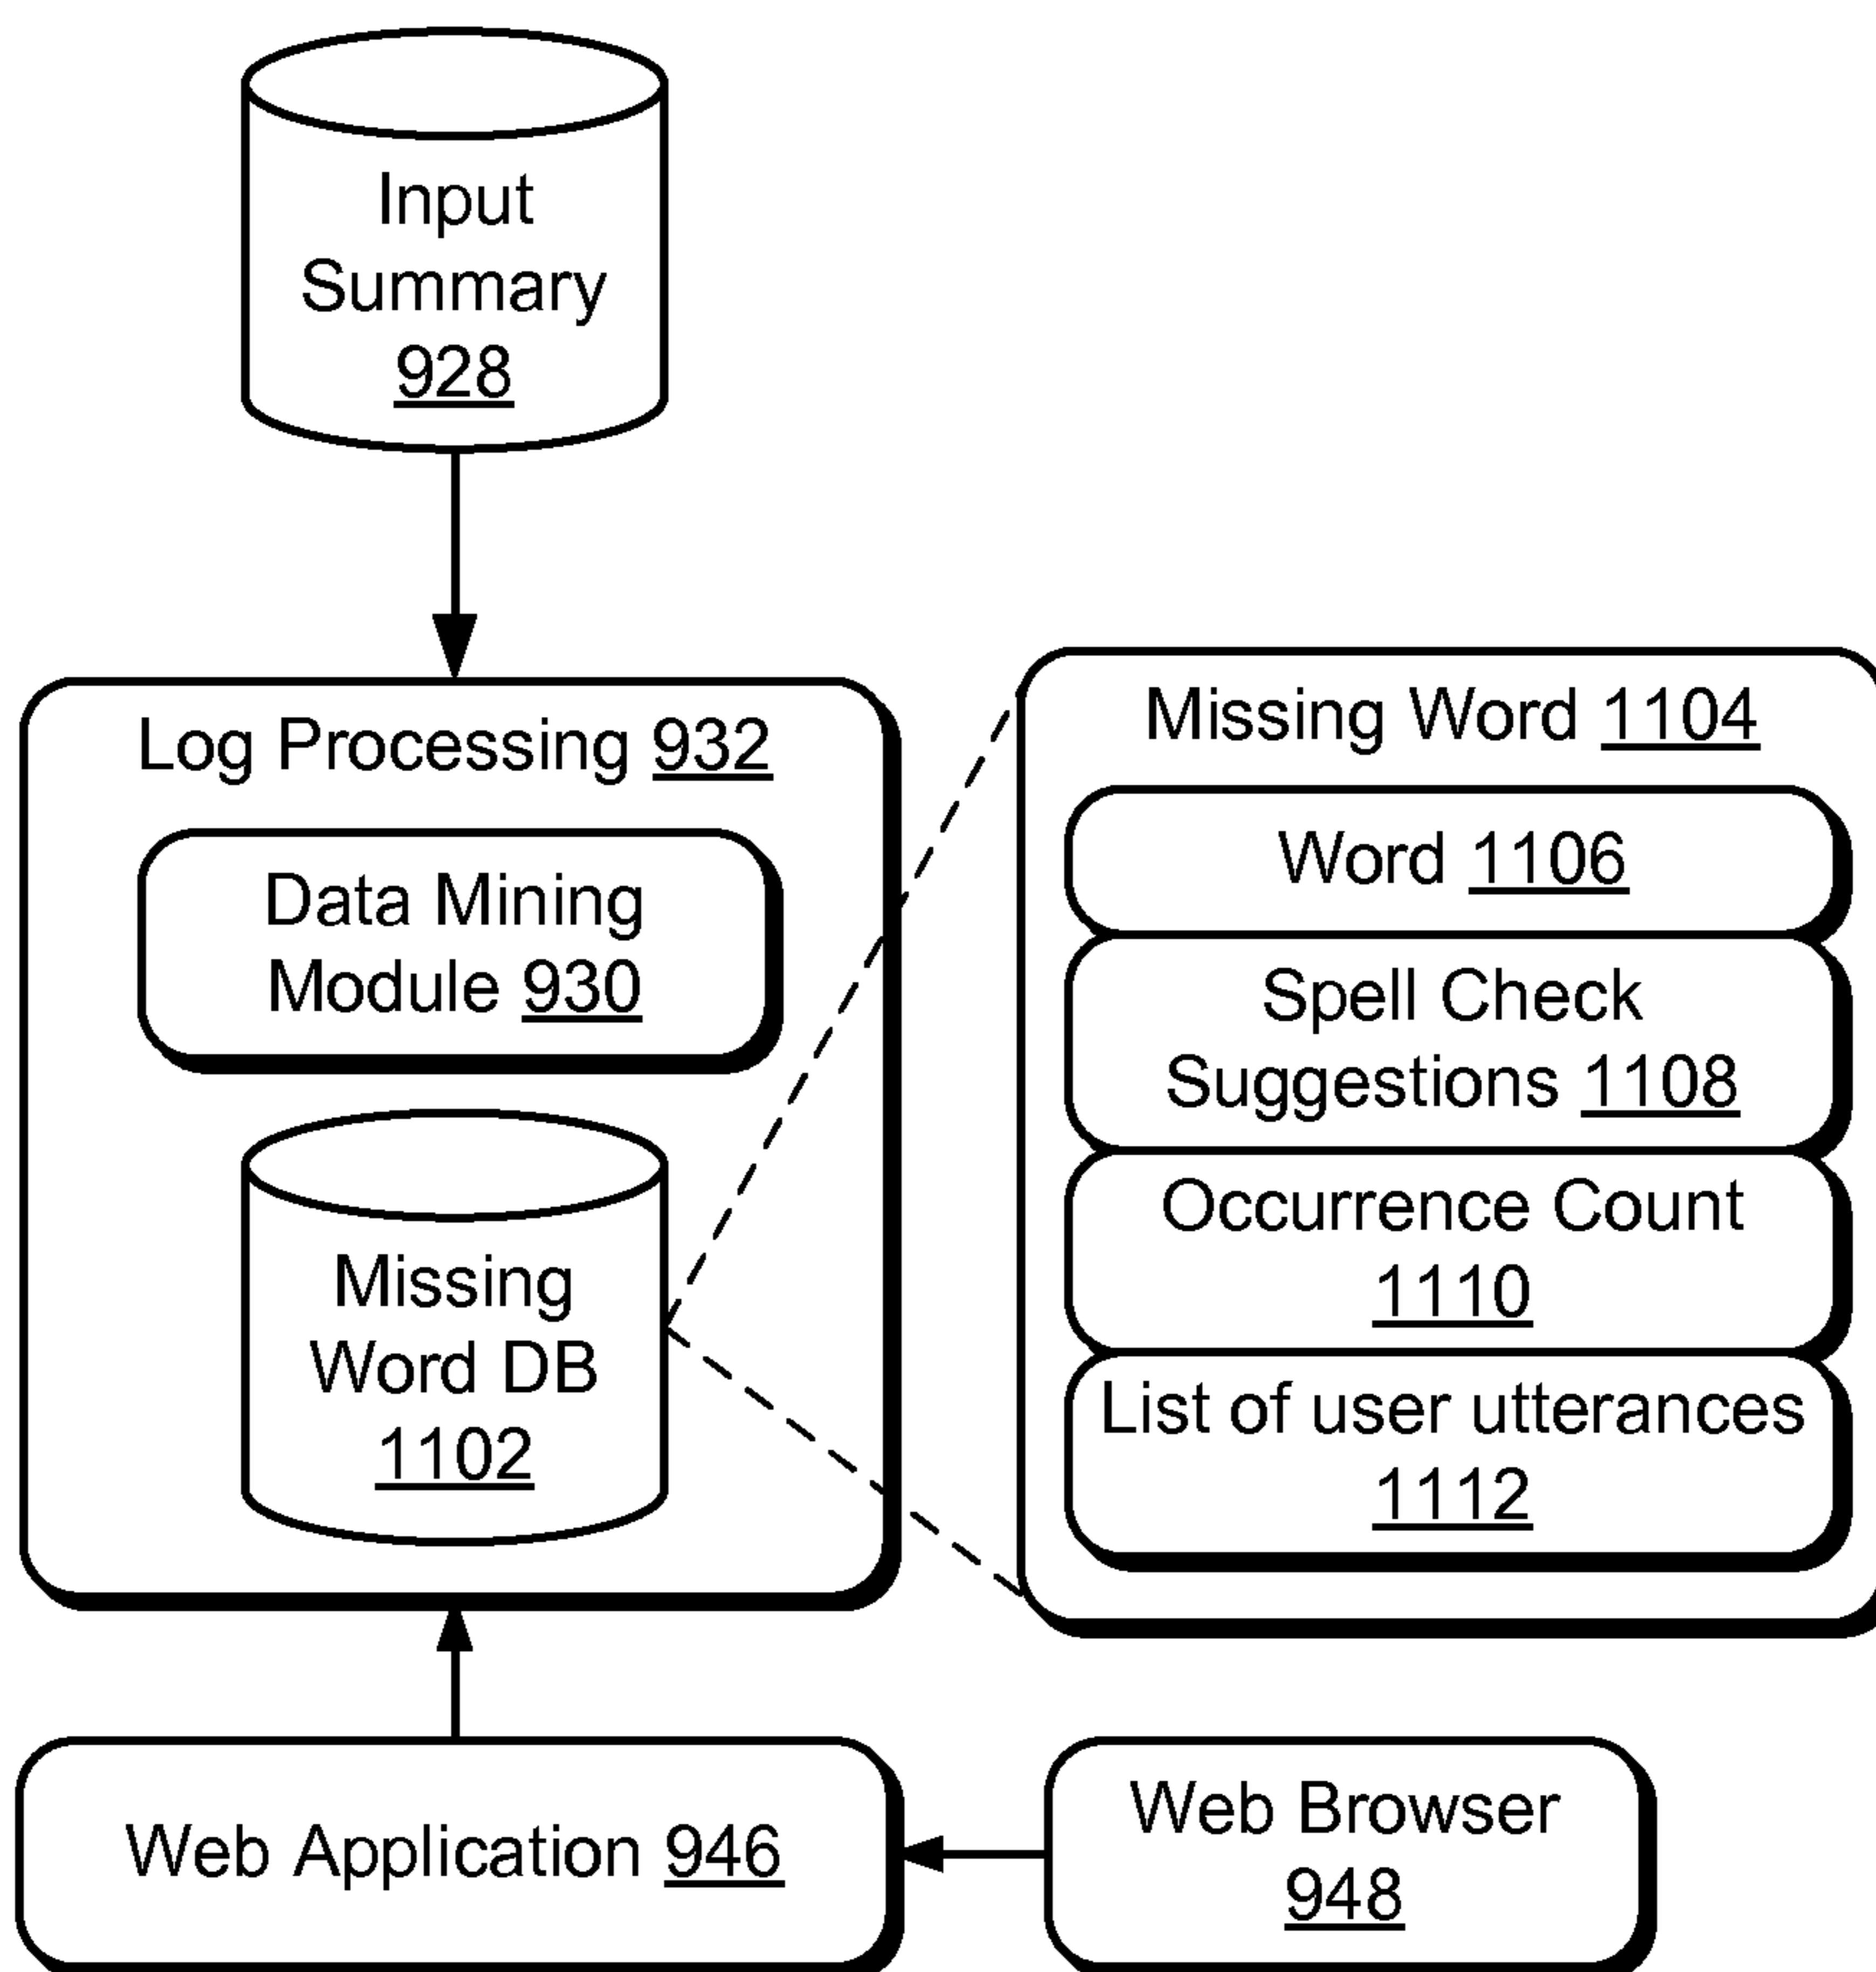 Input
Summary
928
Log Processing 932
Data Mining
Module 930
Missing
Word DB
1102
Missing Word 1104
Word 1106
Spell Check
Suggestions 1108
Occurrence Count
1110
List of user utterances
1112
Web Application 946
Web Browser
948